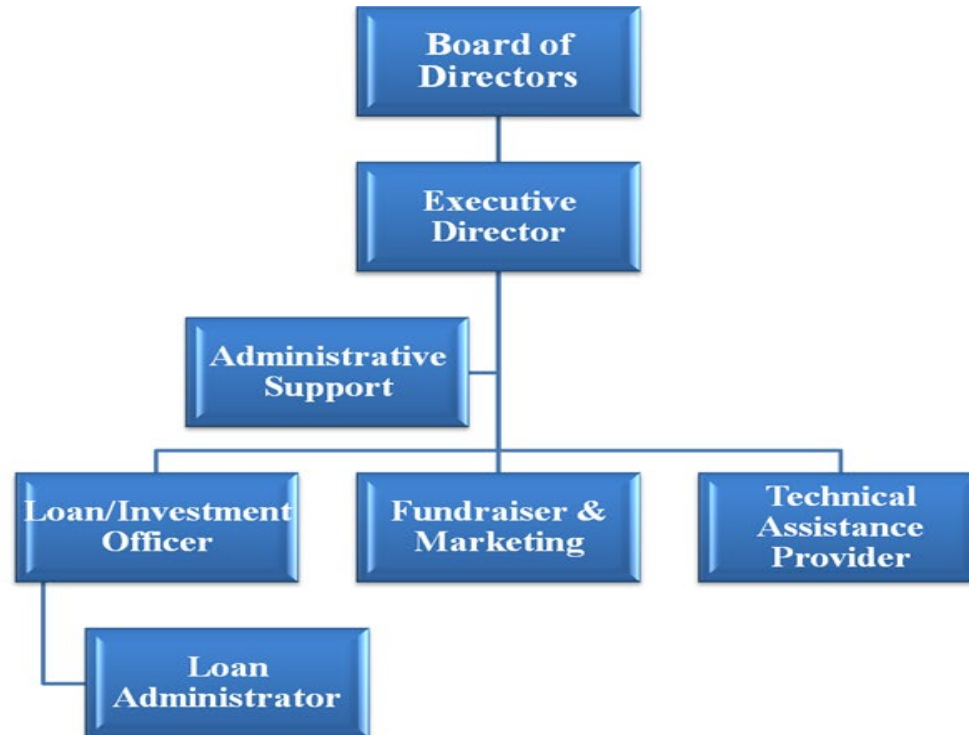 Board of
Directors
Executive
Director
Administrative
Support
Loan/Investment
Officer
Fundraiser &
Marketing
Technical
Assistance
Provider
Loan
Administrator